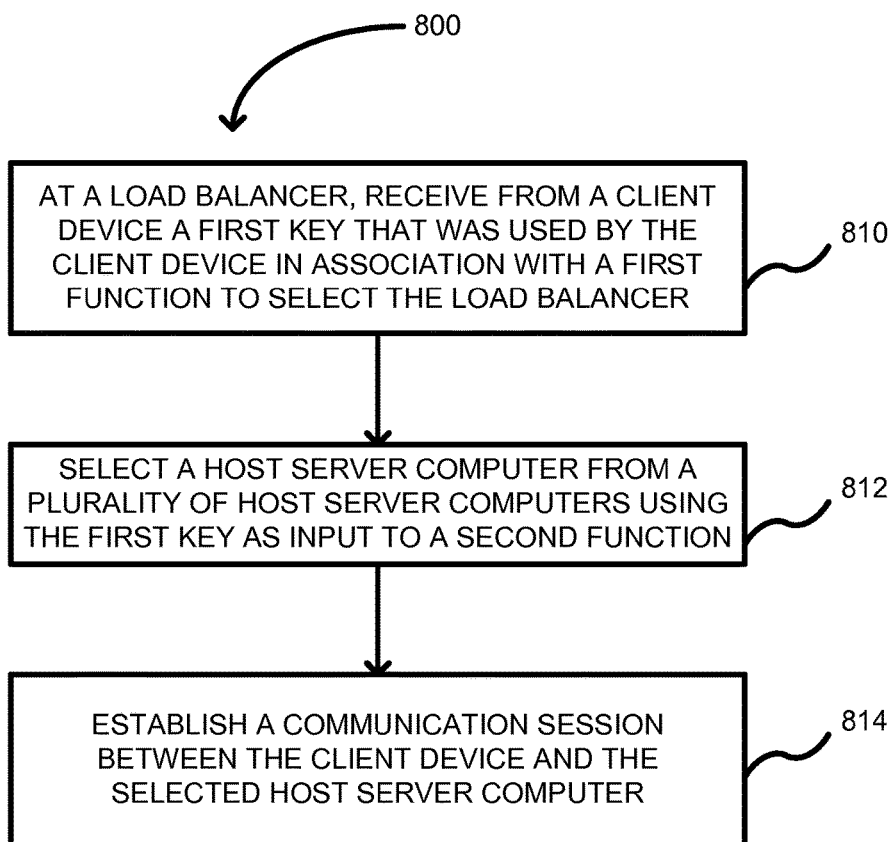 800
AT A LOAD BALANCER, RECEIVE FROM A CLIENT
DEVICE A FIRST KEY THAT WAS USED BY THE
CLIENT DEVICE IN ASSOCIATION WITH A FIRST
FUNCTION TO SELECT THE LOAD BALANCER
810
SELECT A HOST SERVER COMPUTER FROM A
PLURALITY OF HOST SERVER COMPUTERS USING
THE FIRST KEY AS INPUT TO A SECOND FUNCTION
812
ESTABLISH A COMMUNICATION SESSION
BETWEEN THE CLIENT DEVICE AND THE
SELECTED HOST SERVER COMPUTER
814